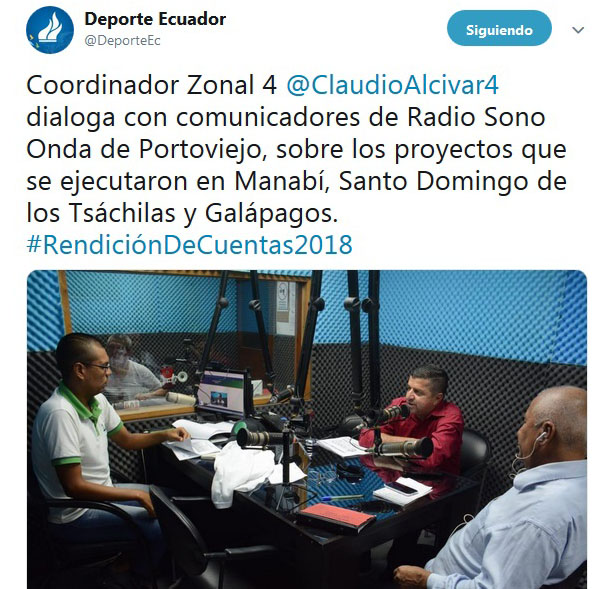 Deporte Ecuador
@DeporteEc
Siguiendo
Coordinador Zonal 4 @ClaudioAlcivar4
dialoga con comunicadores de Radio Sono
Onda de Portoviejo, sobre los proyectos que
se ejecutaron en Manabí, Santo Domingo de
los Tsáchilas y Galápagos.
#RendiciónDeCuentas2018